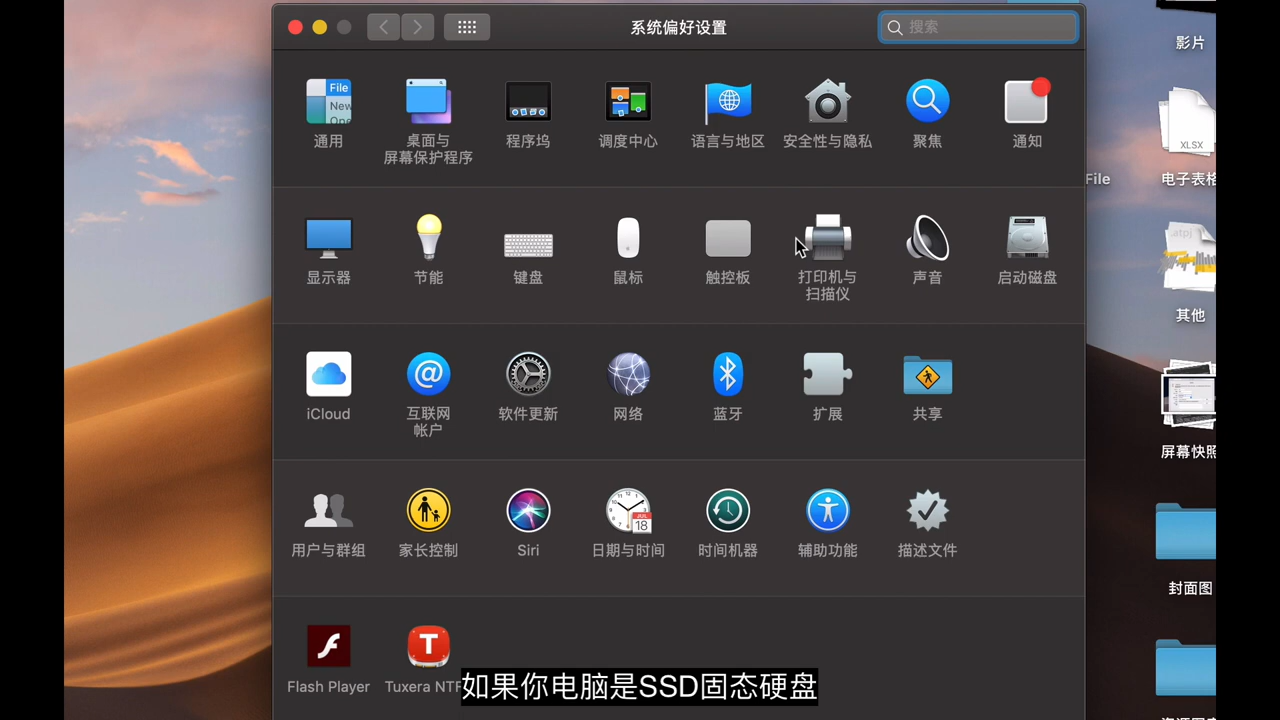 系统偏好设置
搜索
影片
File
New
One
通用
桌面与
屏幕保护程序
程序坞
调度中心
语言与地区
安全性与隐私
聚焦
通知
XLSX
File
电子表格
显示器
节能
键盘
鼠标
触控板
打印机与
扫描仪
声音
启动磁盘
atpj
其他
iCloud
@
互联网
帐户
软件更新
网络
蓝牙
扩展
共享
屏幕快照
用户与群组
家长控制
Siri
JUL
18
日期与时间
时间机器
辅助功能
描述文件
封面图
Flash Player
T
Tuxera NTF
如果你电脑是SSD固态硬盘